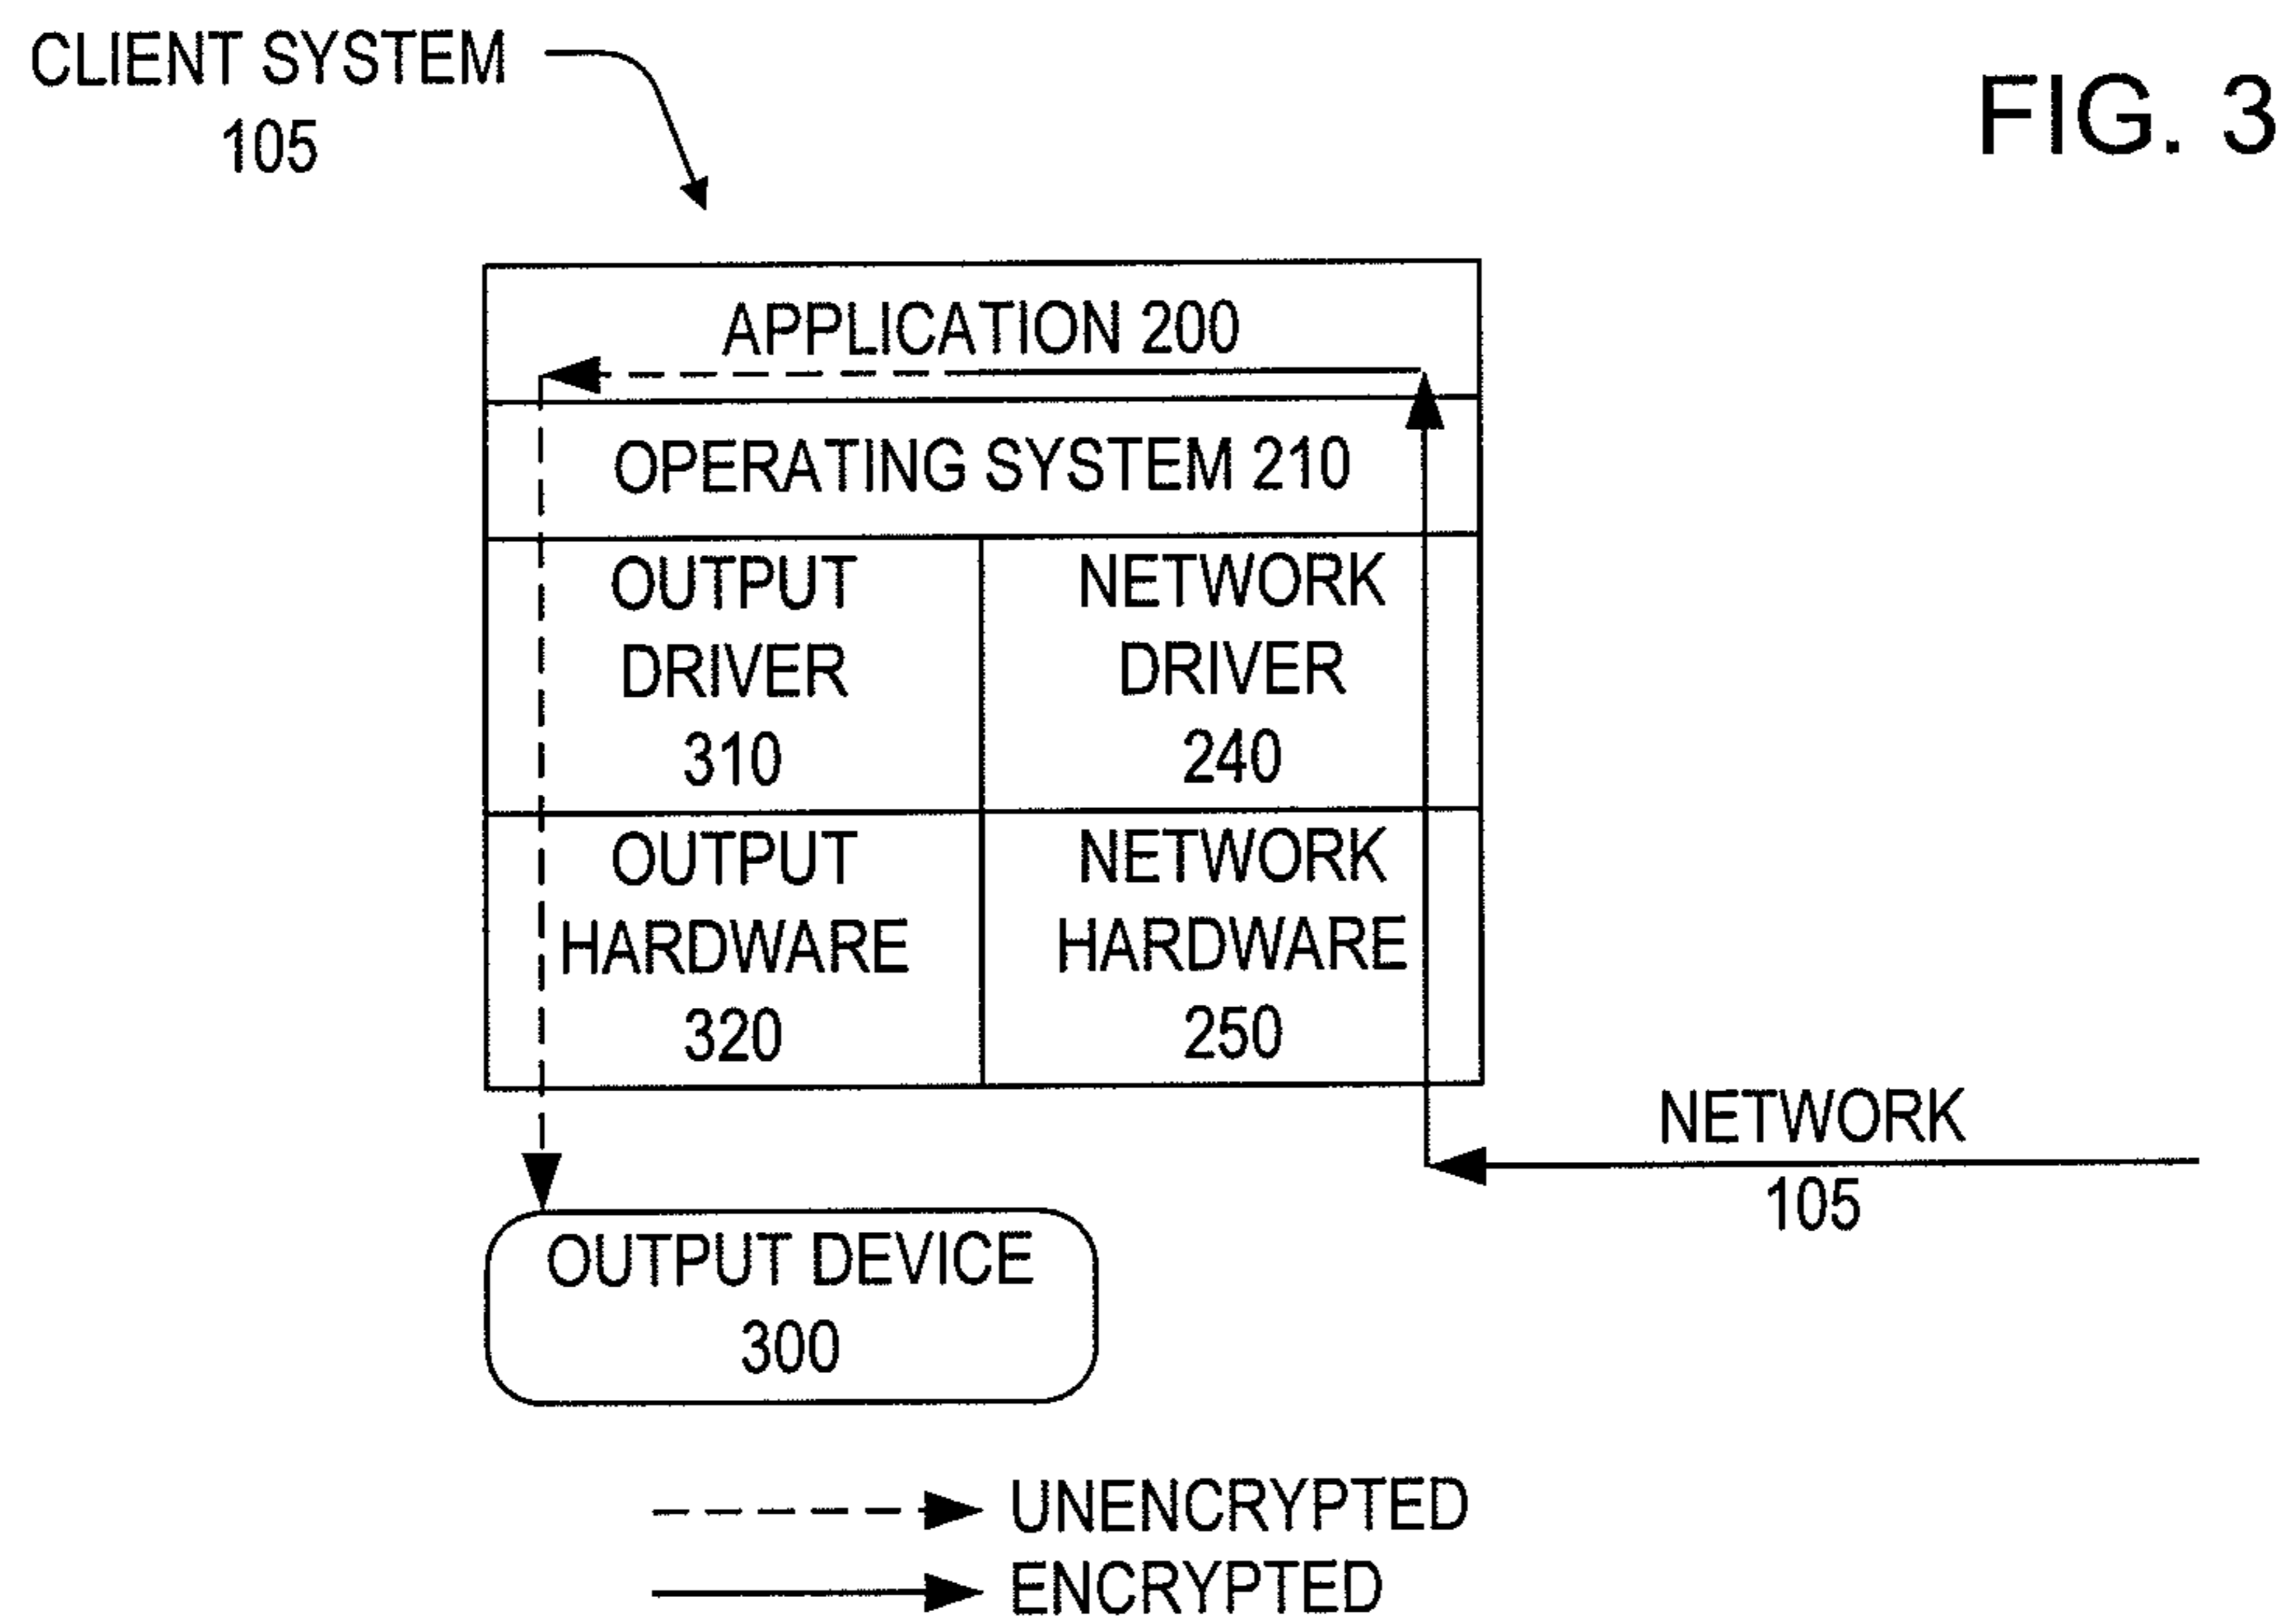 CLIENT SYSTEM
105
FIG. 3
APPLICATION 200
OPERATING SYSTEM 210
OUTPUT
DRIVER
310
NETWORK
DRIVER
240
OUTPUT
HARDWARE
320
NETWORK
HARDWARE
250
NETWORK
105
OUTPUT DEVICE
300
UNENCRYPTED
ENCRYPTED